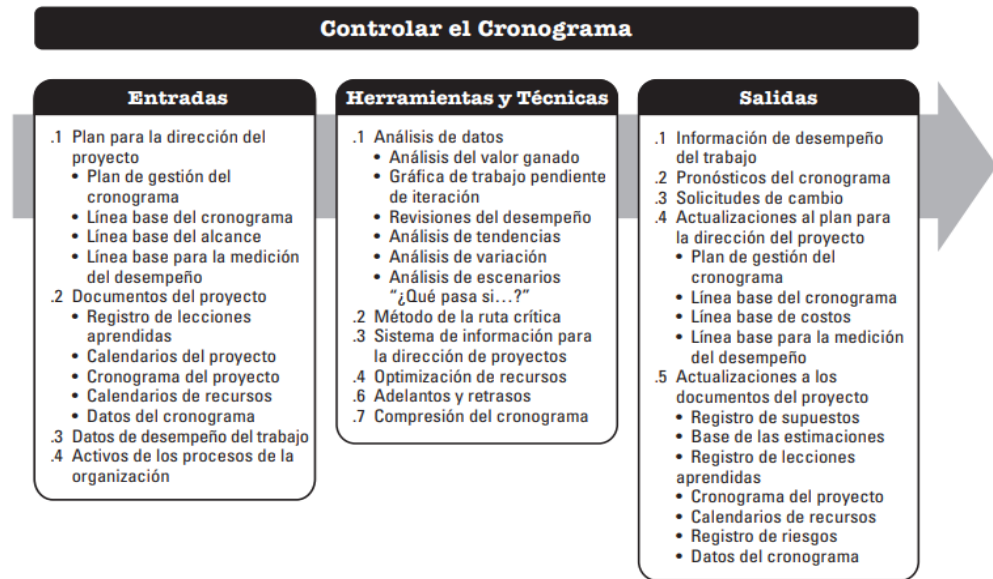 Controlar el Cronograma
Entradas
.1 Plan para la dirección del
proyecto
• Plan de gestión del
cronograma
• Línea base del cronograma
• Línea base del alcance
• Línea base para la medición
del desempeño
.2 Documentos del proyecto
• Registro de lecciones
aprendidas
• Calendarios del proyecto
• Cronograma del proyecto
• Calendarios de recursos
• Datos del cronograma
.3 Datos de desempeño del trabajo
.4 Activos de los procesos de la
organización
Herramientas y Técnicas
.1 Análisis de datos
• Análisis del valor ganado
• Gráfica de trabajo pendiente
de iteración
• Revisiones del desempeño
• Análisis de tendencias
• Análisis de variación
• Análisis de escenarios
"¿Qué pasa si...?"
.2 Método de la ruta crítica
.3 Sistema de información para
la dirección de proyectos
.4 Optimización de recursos
.6 Adelantos y retrasos
.7 Compresión del cronograma
Salidas
.1 Información de desempeño
del trabajo
.2 Pronósticos del cronograma
.3 Solicitudes de cambio
.4 Actualizaciones al plan para
la dirección del proyecto
• Plan de gestión del
cronograma
• Línea base del cronograma
• Línea base de costos
• Línea base para la medición
del desempeño
.5 Actualizaciones a los
documentos del proyecto
• Registro de supuestos
• Base de las estimaciones
• Registro de lecciones
aprendidas
• Cronograma del proyecto
• Calendarios de recursos
• Registro de riesgos
• Datos del cronograma